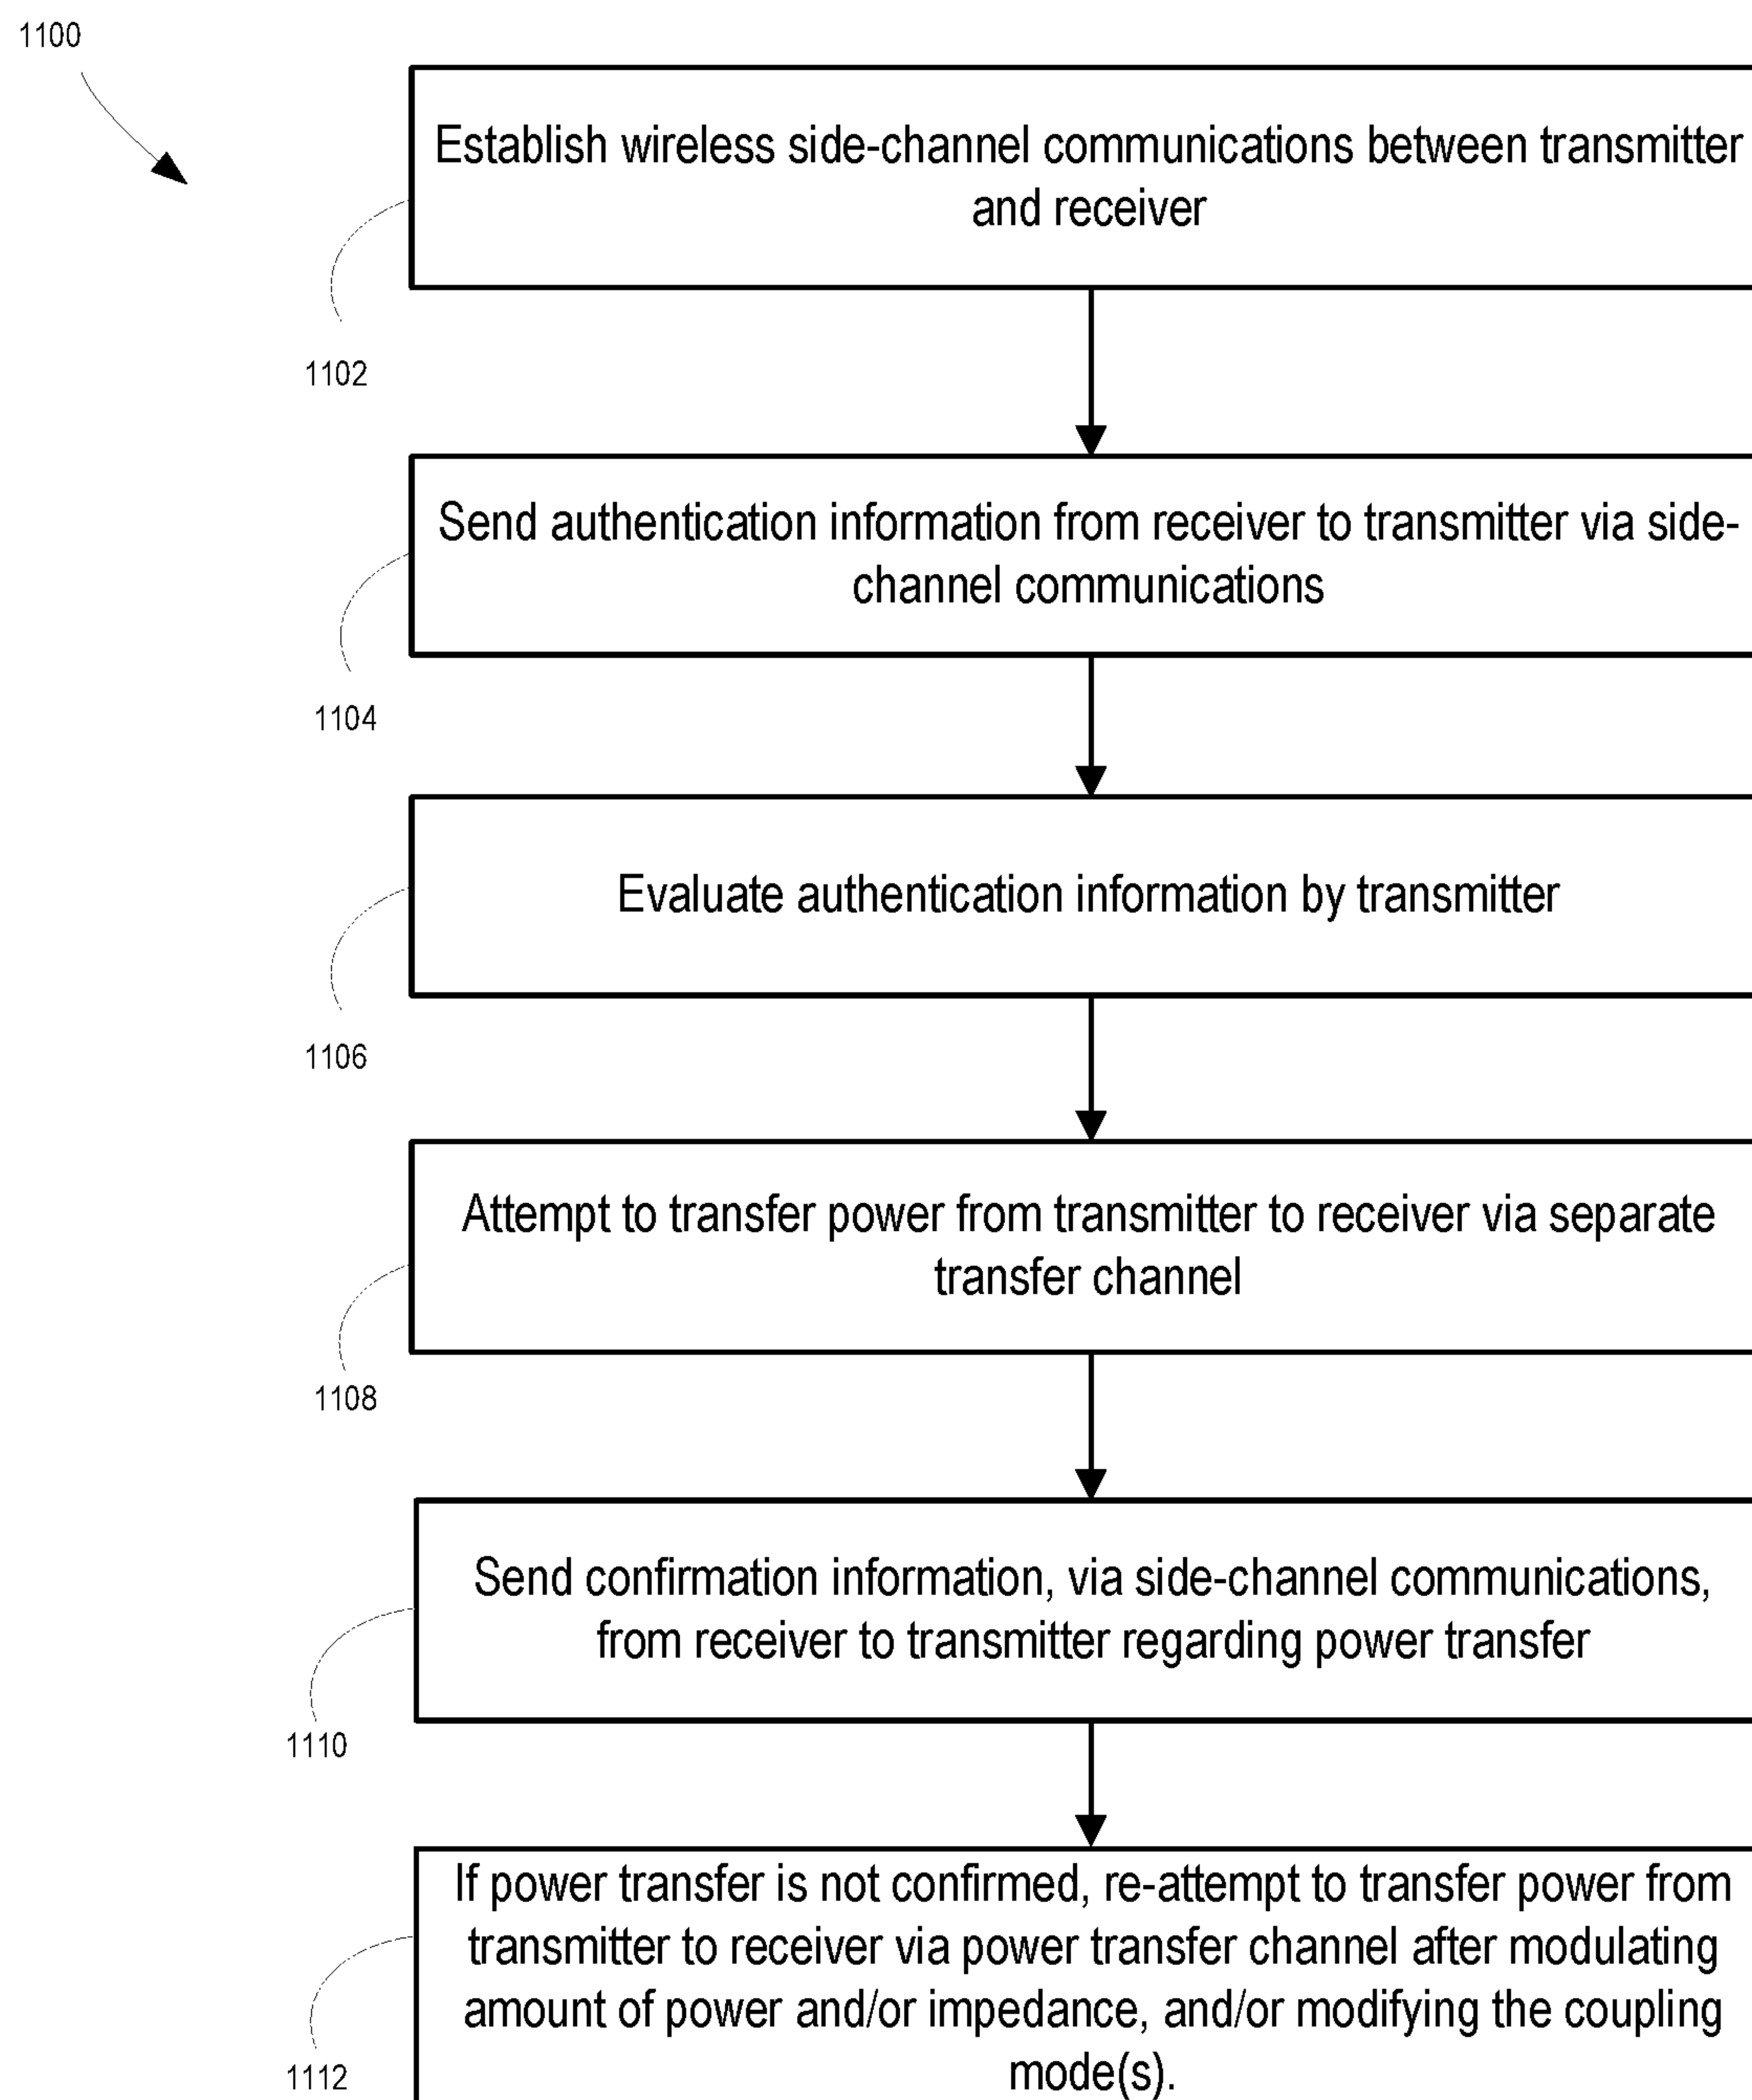 1100
Establish wireless side-channel communications between transmitter
and receiver
1102
Send authentication information from receiver to transmitter via side-
channel communications
1104
Evaluate authentication information by transmitter
1106
Attempt to transfer power from transmitter to receiver via separate
transfer channel
1108
Send confirmation information, via side-channel communications,
from receiver to transmitter regarding power transfer
1110
If power transfer is not confirmed, re-attempt to transfer power from
transmitter to receiver via power transfer channel after modulating
amount of power and/or impedance, and/or modifying the coupling
mode(s).
1112